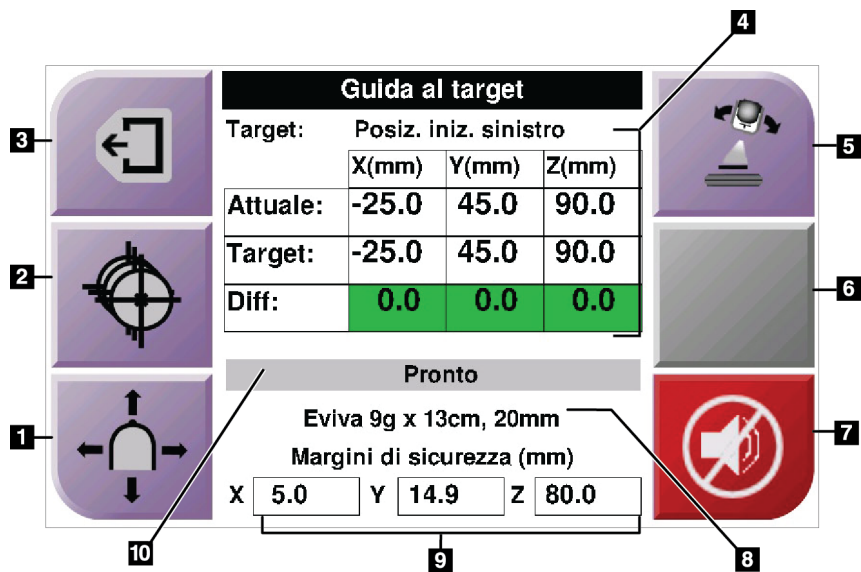 4
Guida al target
Target: Posiz. iniz. sinistro
3
5
X(mm) Y(mm) Z(mm)
Attuale: -25.0 45.0 90.0
Target: -25.0 45.0 90.0
2
6
Diff: 0.0 0.0 0.0
Pronto
Eviva 9g x 13cm, 20mm
1
7
Margini di sicurezza (mm)
X 5.0 Y 14.9 Z 80.0
10
9
8